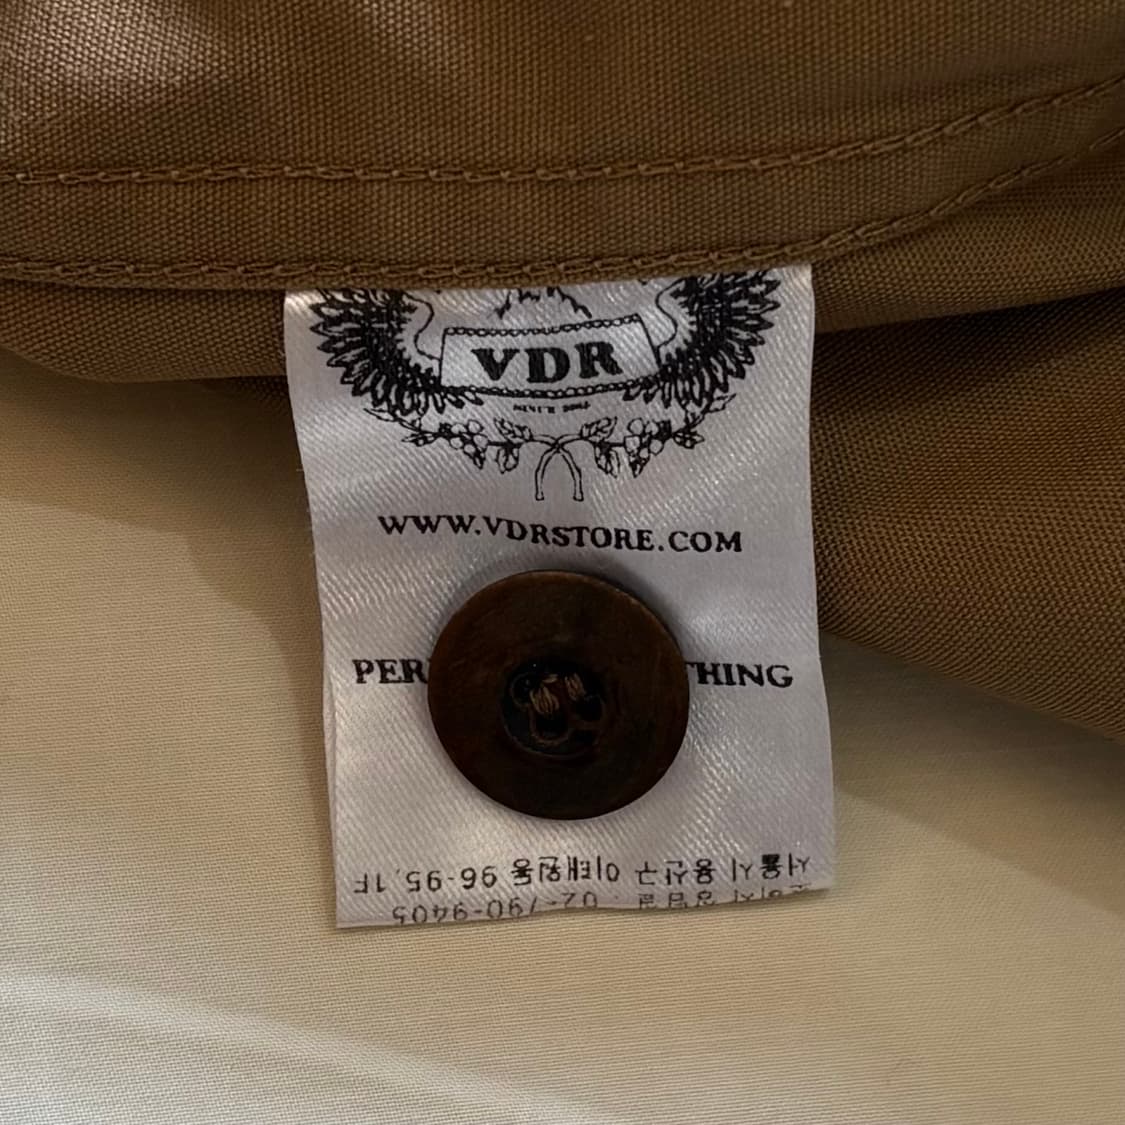 VDR
SINCE
WWW.VDRSTORE.COM
PER THING
서울시 용산구 이태원동 96-95, 1F
02-790-9405